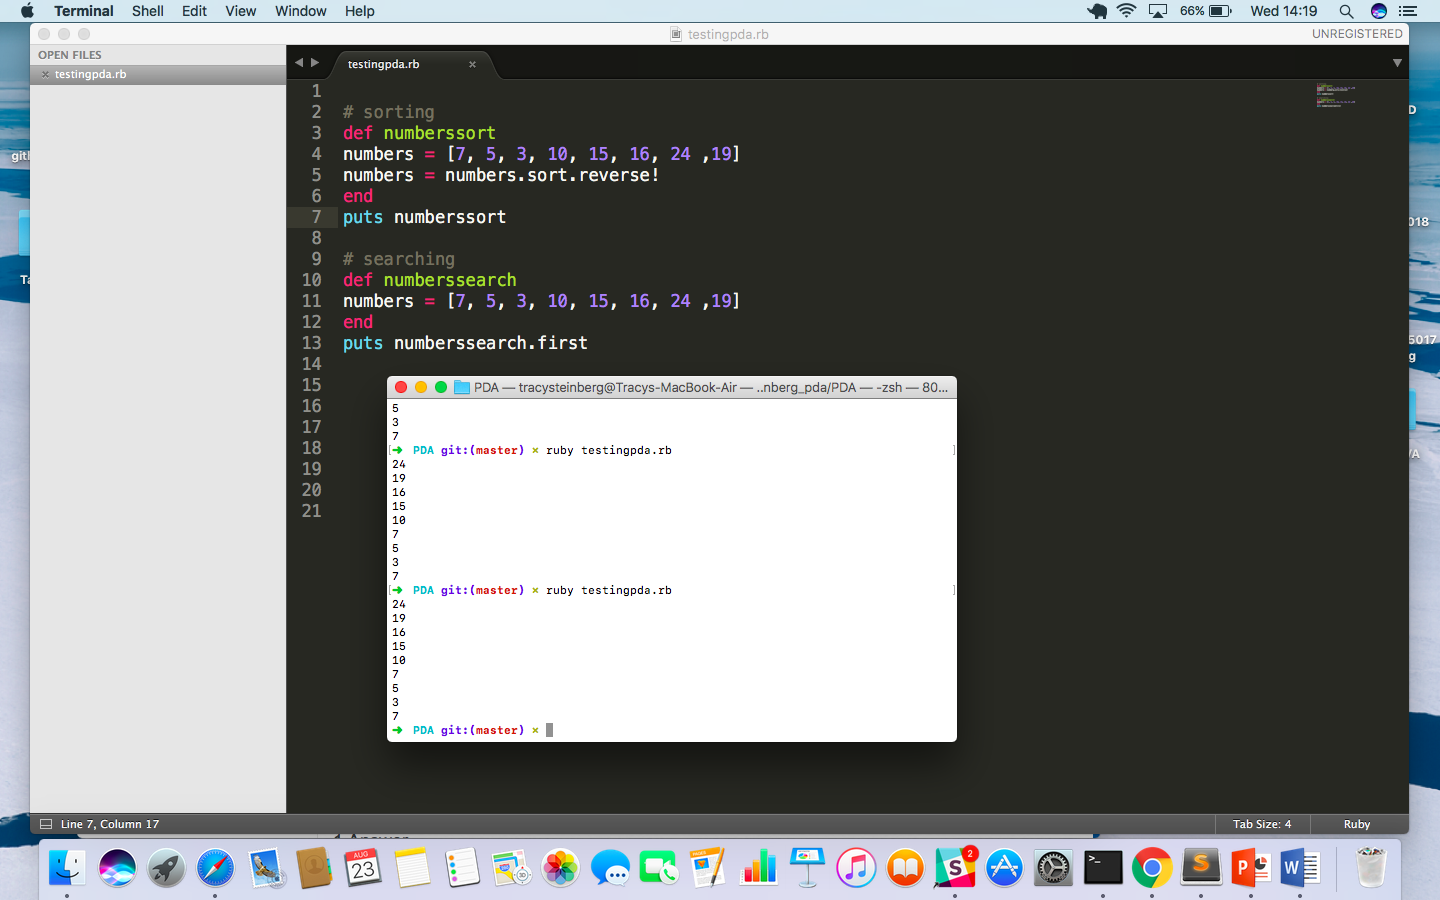 Terminal Shell Edit View Window Help 66% Wed 14:19
testingpda.rb UNREGISTERED
OPEN FILES
× testingpda.rb
testingpda.rb ×
1
2 # sorting
3 def numberssort
4 numbers = [7, 5, 3, 10, 15, 16, 24 ,19]
5 numbers = numbers.sort.reverse!
6 end
7 puts numberssort
8
9 # searching
10 def numberssearch
11 numbers = [7, 5, 3, 10, 15, 16, 24 ,19]
12 end
13 puts numberssearch.first
14
15
16
17
18
19
20
21
PDA — tracysteinberg@Tracys-MacBook-Air — ..nberg_pda/PDA — -zsh — 80...
5
3
7
[➜ PDA git:(master) × ruby testingpda.rb ]
24
19
16
15
10
7
5
3
7
[➜ PDA git:(master) × ruby testingpda.rb ]
24
19
16
15
10
7
5
3
7
➜ PDA git:(master) ×
Line 7, Column 17 Tab Size: 4 Ruby
AUG
23
2